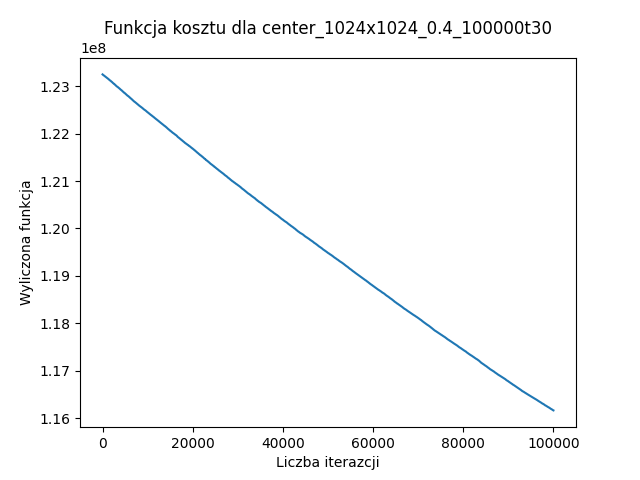 Funkcja kosztu dla center_1024x1024_0.4_100000t30
1e8
1.23
1.22
1.21
1.20
1.19
1.18
1.17
1.16
Wyliczona funkcja
0 20000 40000 60000 80000 100000
Liczba iterazcji